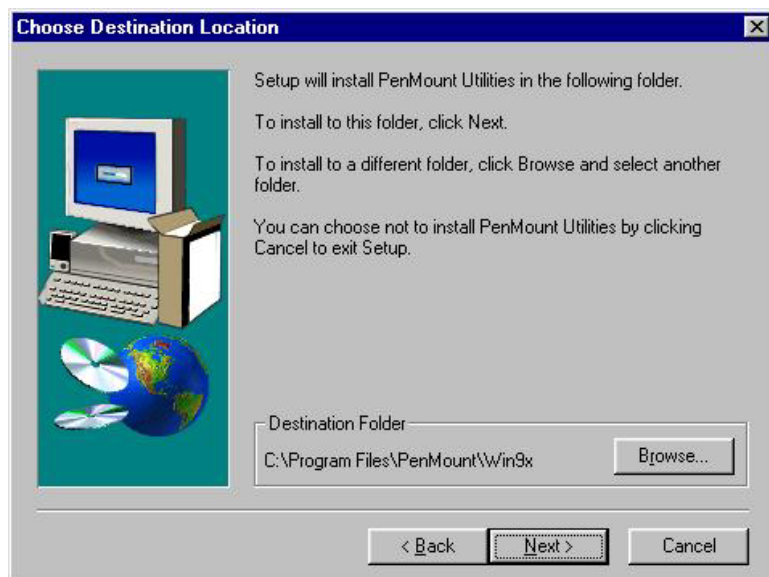 Choose Destination Location
Setup will install PenMount Utilities in the following folder.
To install to this folder, click Next.
To install to a different folder, click Browse and select another
folder.
You can choose not to install PenMount Utilities by clicking
Cancel to exit Setup.
Destination Folder
C:\Program Files\PenMount\Win9x
Browse...
< Back
Next >
Cancel